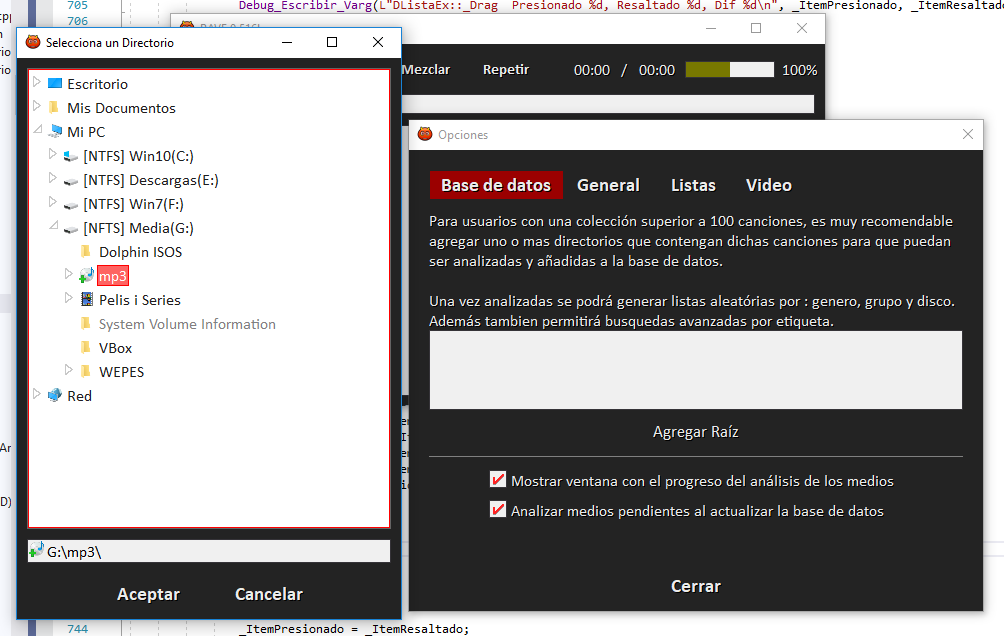 705
Debug_Escribir_Varg(L"DListaEx::_Drag  Presionado %d, Resaltado %d, Dif %d\n", _ItemPresionado, _ItemResaltado
706
Selecciona un Directorio
Escritorio
Mis Documentos
Mi PC
[NTFS] Win10(C:)
[NTFS] Descargas(E:)
[NTFS] Win7(F:)
[NFTS] Media(G:)
Dolphin ISOS
mp3
Pelis i Series
System Volume Information
VBox
WEPES
Red
G:\mp3\
Aceptar Cancelar
Mezclar Repetir 00:00 / 00:00 100%
Opciones
Base de datos General Listas Video
Para usuarios con una colección superior a 100 canciones, es muy recomendable
agregar uno o mas directorios que contengan dichas canciones para que puedan
ser analizadas y añadidas a la base de datos.
Una vez analizadas se podrá generar listas aleatórias por : genero, grupo y disco.
Además tambien permitirá busquedas avanzadas por etiqueta.
Agregar Raíz
Mostrar ventana con el progreso del análisis de los medios
Analizar medios pendientes al actualizar la base de datos
Cerrar
744
_ItemPresionado = _ItemResaltado;